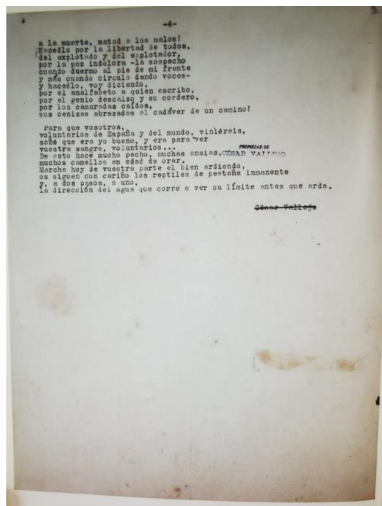 -4-
a la muerte, matad a los malos!
¡Hacedlo por la libertad de todos,
del explotado y del explotador,
por la paz indolora -la sospecho
cuando duermo al pie de mi frente
y más cuando circulo dando voces-
y hacedlo, voy diciendo,
por el analfabeto a quien escribo,
por el genio descalzo y su cordero,
por los camaradas caídos,
sus cenizas abrazadas al cadáver de un camino!
Para que vosotros,
voluntarios de España y del mundo, viniérais,
soñé que era yo bueno, y era para ver
vuestra sangre, voluntarios...
PROPIEDAD DE
De esto hace mucho pecho, muchas ansias, CÉSAR VALLEJO
muchos camellos en edad de orar.
Marcha hoy de vuestra parte el bien ardiendo,
os siguen con cariño los reptiles de pestaña inmanente
y, a dos pasos, a uno,
la dirección del agua que corre a ver su límite antes que arda.
César Vallejo